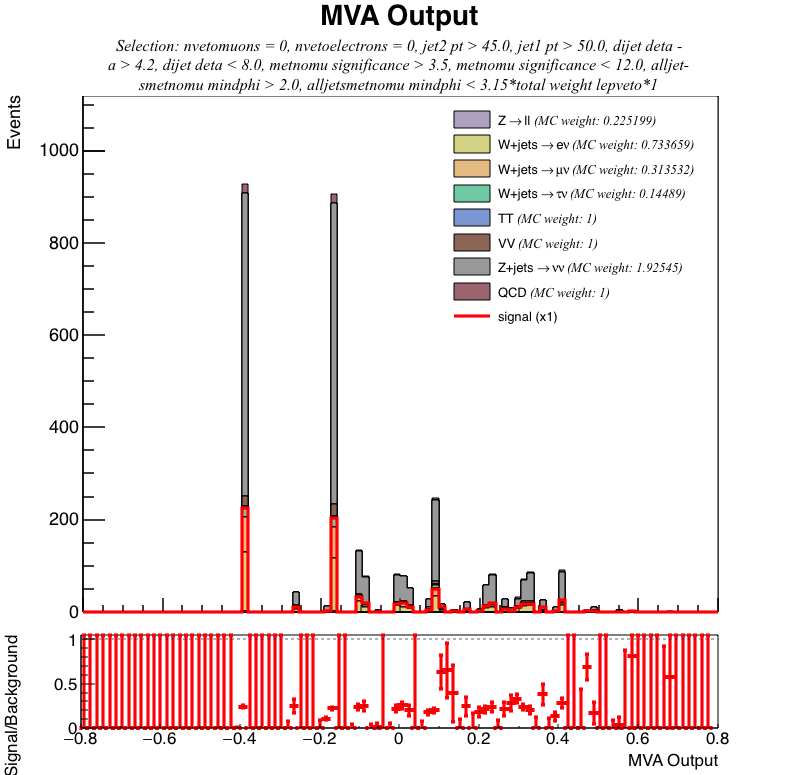 MVA Output
Selection: nvetomuons = 0, nvetoelectrons = 0, jet2 pt > 45.0, jet1 pt > 50.0, dijet deta -
a > 4.2, dijet deta < 8.0, metnomu significance > 3.5, metnomu significance < 12.0, alljet-
smetnomu mindphi > 2.0, alljetsmetnomu mindphi < 3.15*total weight lepveto*1
Events
1000
800
600
400
200
0
Z→ll (MC weight: 0.225199)
W+jets→eν (MC weight: 0.733659)
W+jets→μν (MC weight: 0.313532)
W+jets→τν (MC weight: 0.14489)
TT (MC weight: 1)
VV (MC weight: 1)
Z+jets→νν (MC weight: 1.92545)
QCD (MC weight: 1)
signal (x1)
Signal/Background
1
0.5
0
−0.8 −0.6 −0.4 −0.2 0 0.2 0.4 0.6 0.8
MVA Output